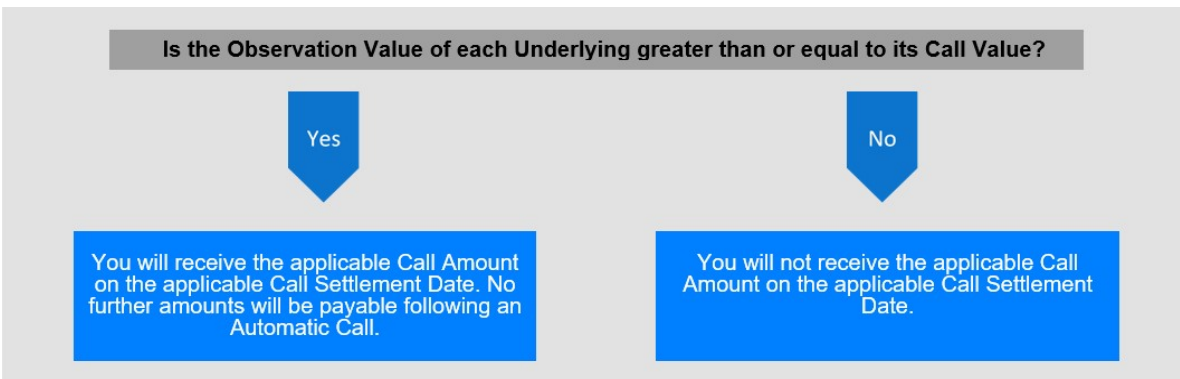 Is the Observation Value of each Underlying greater than or equal to its Call Value?
Yes
No
You will receive the applicable Call Amount
on the applicable Call Settlement Date. No
further amounts will be payable following an
Automatic Call.
You will not receive the applicable Call
Amount on the applicable Call Settlement
Date.